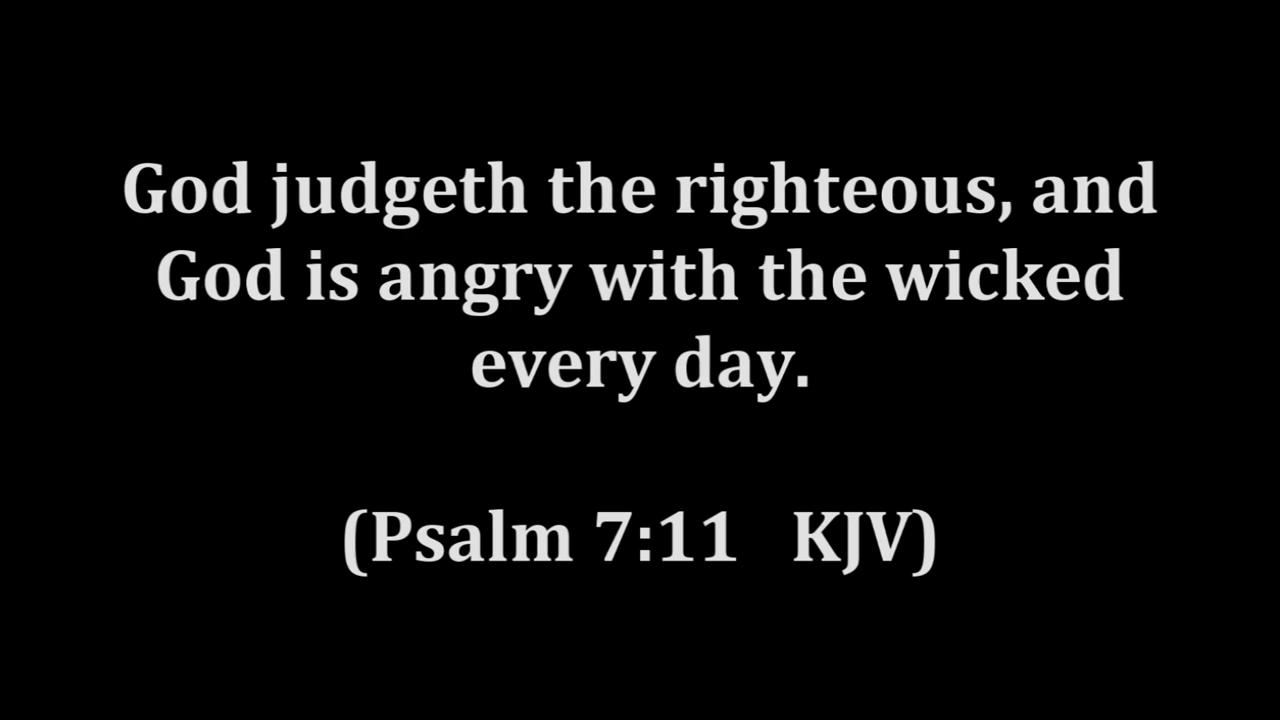 God judgeth the righteous, and
God is angry with the wicked
every day.
(Psalm 7:11 KJV)